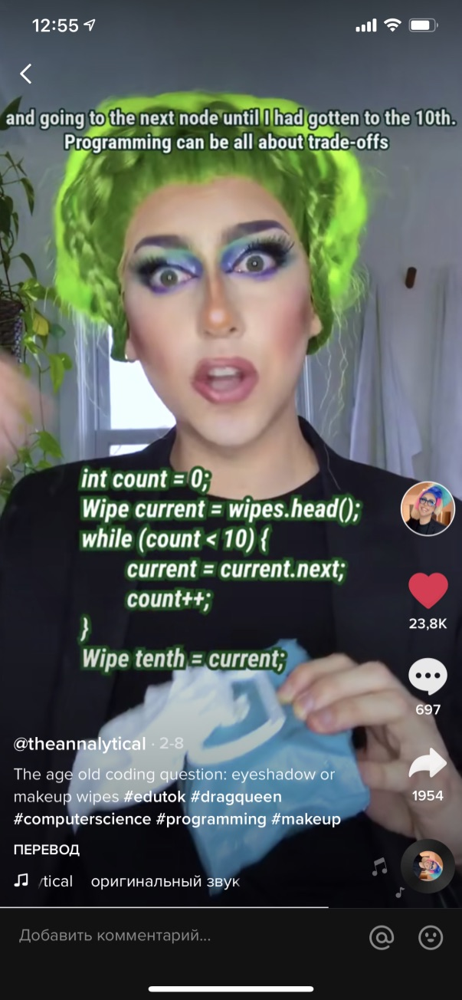 12:55
and going to the next node until I had gotten to the 10th.
Programming can be all about trade-offs
int count = 0;
Wipe current = wipes.head();
while (count < 10) {
current = current.next;
count++;
}
Wipe tenth = current;
23,8K
697
1954
@theannalytical · 2-8
The age old coding question: eyeshadow or
makeup wipes #edutok #dragqueen
#computerscience #programming #makeup
ПЕРЕВОД
tical оригинальный звук
Добавить комментарий...